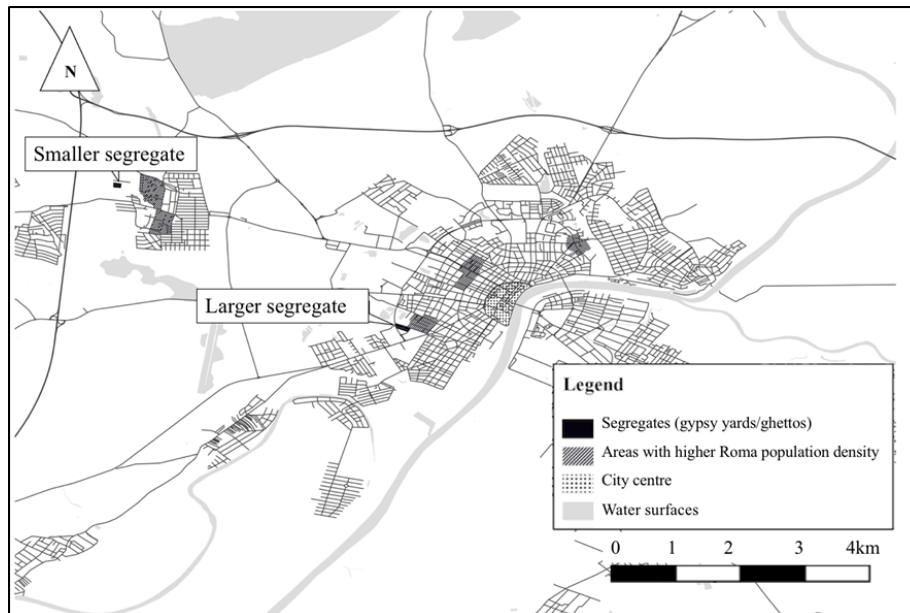 N
Smaller segregate
Larger segregate
Legend
Segregates (gypsy yards/ghettos)
Areas with higher Roma population density
City centre
Water surfaces
0 1 2 3 4km